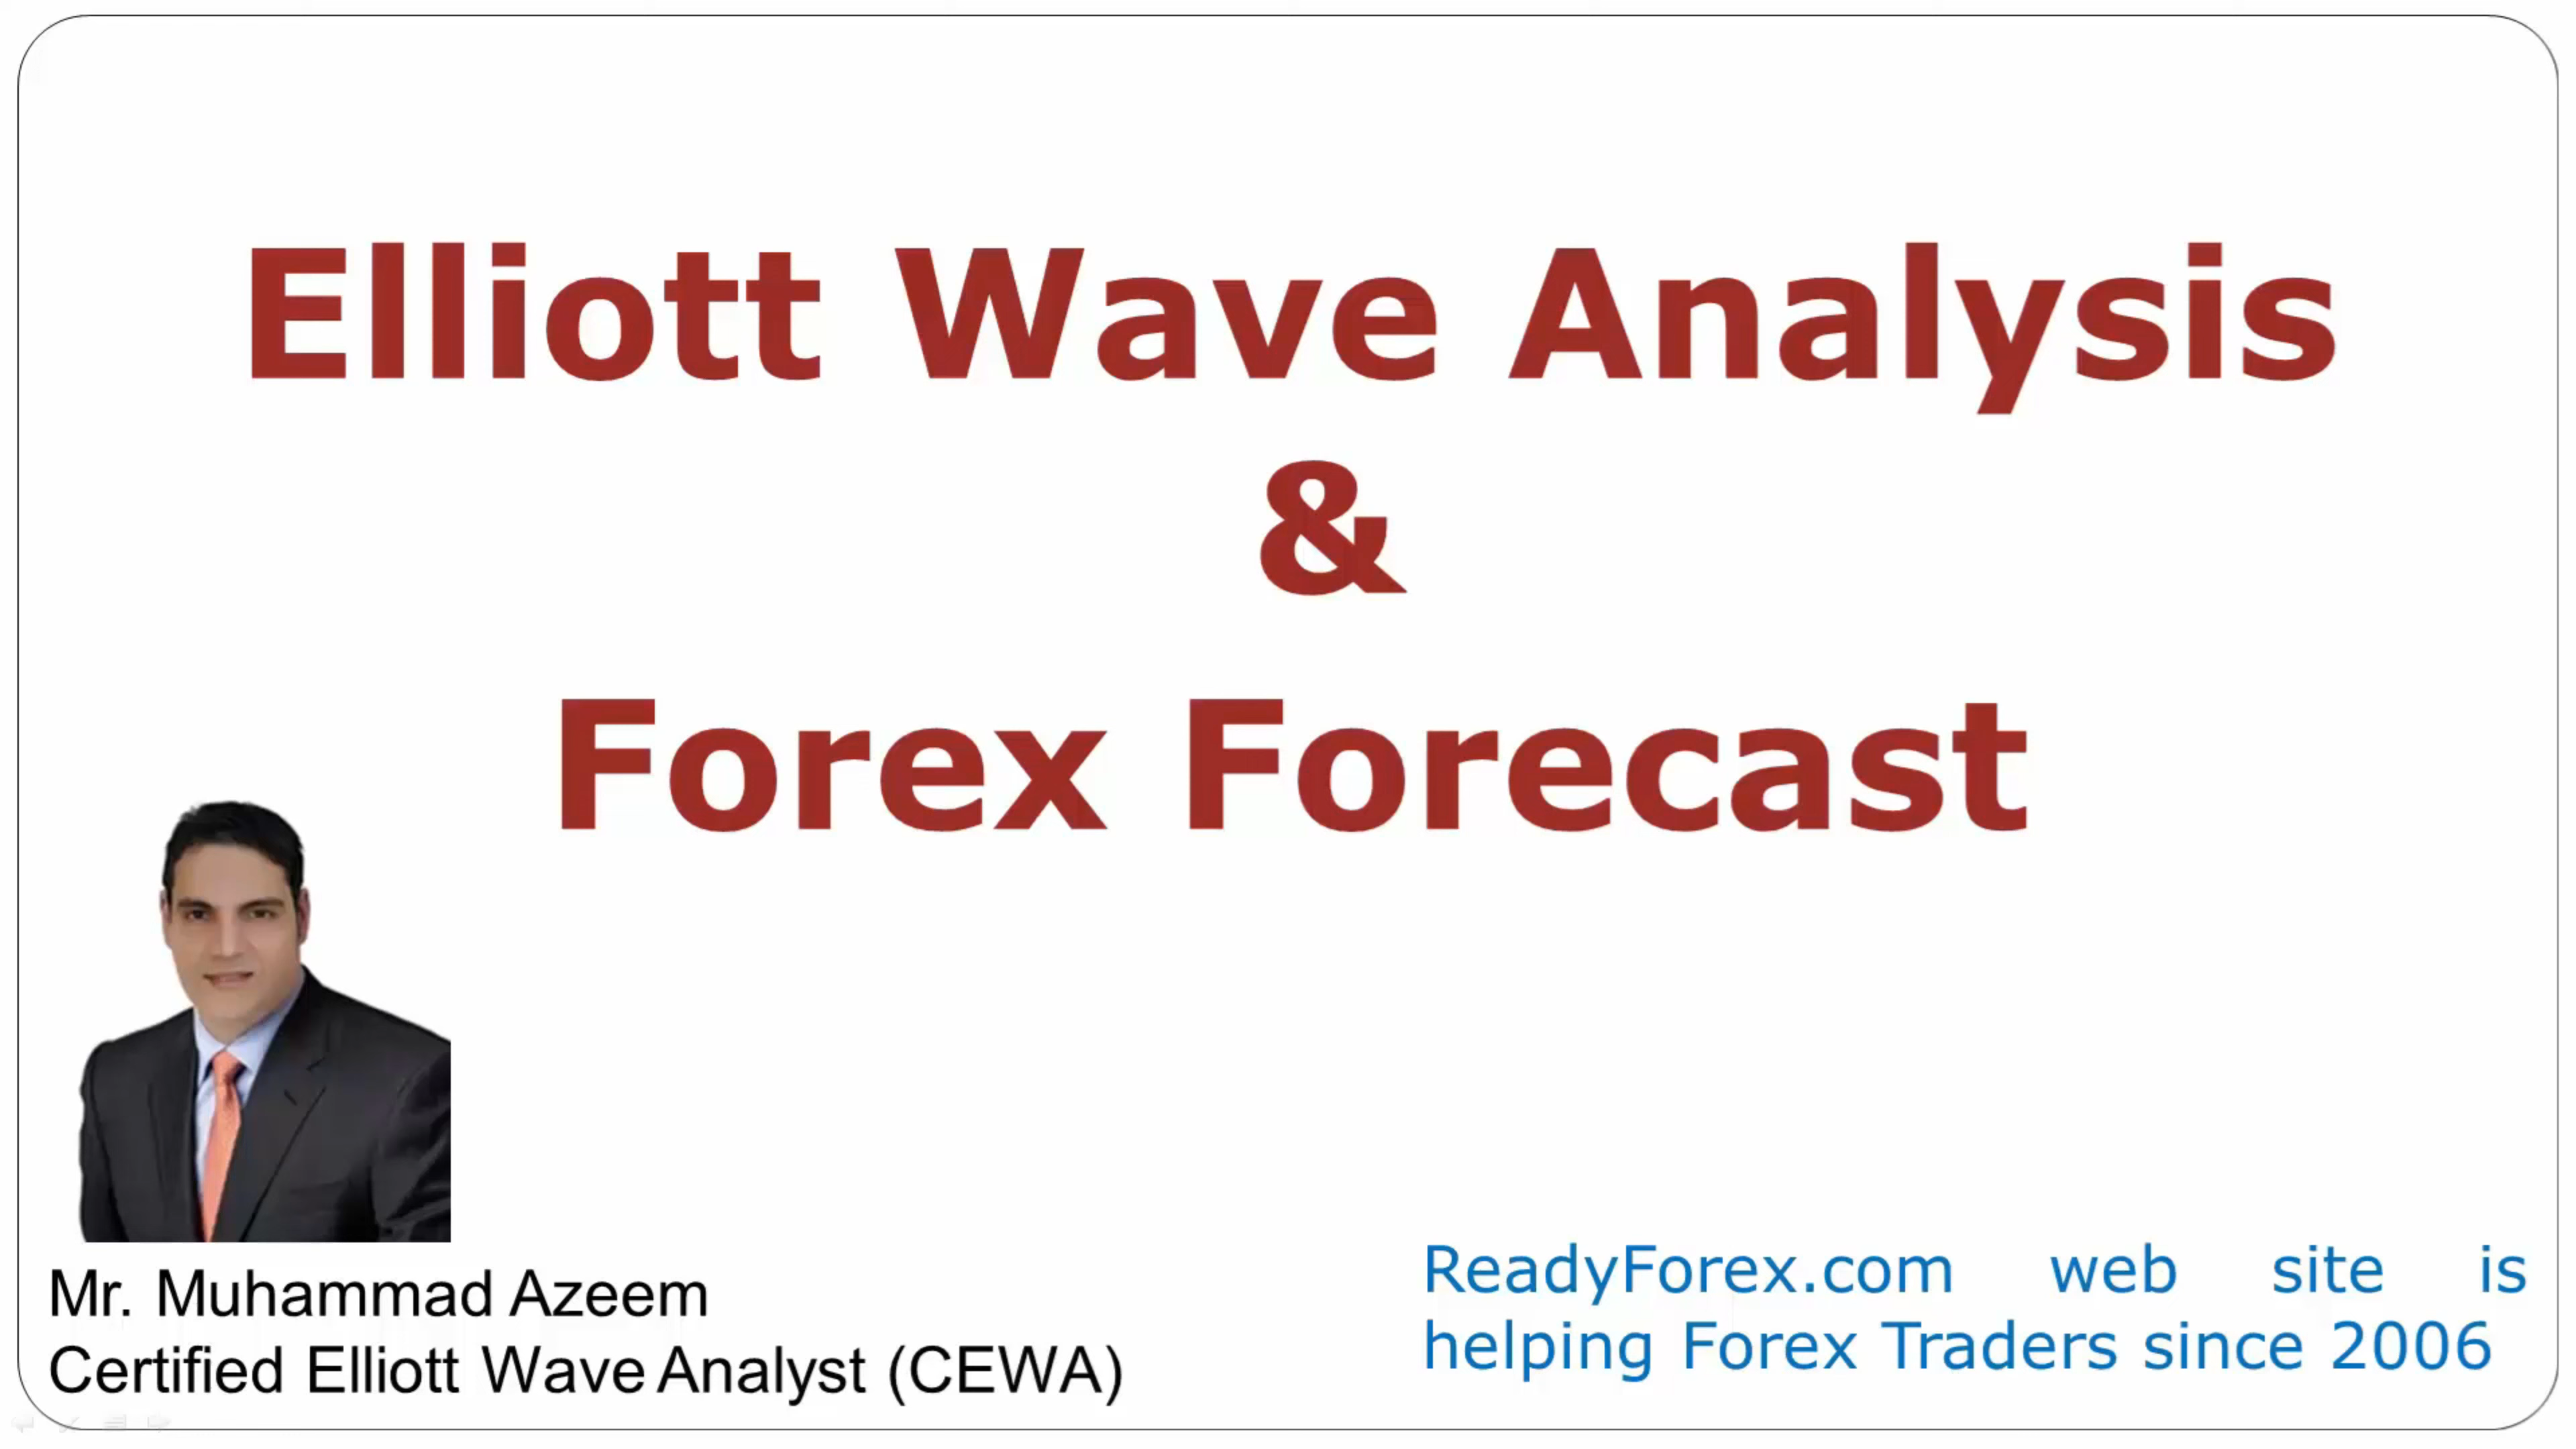 Elliott Wave Analysis
&
Forex Forecast
Mr. Muhammad Azeem
Certified Elliott Wave Analyst (CEWA)
ReadyForex.com web site is
helping Forex Traders since 2006